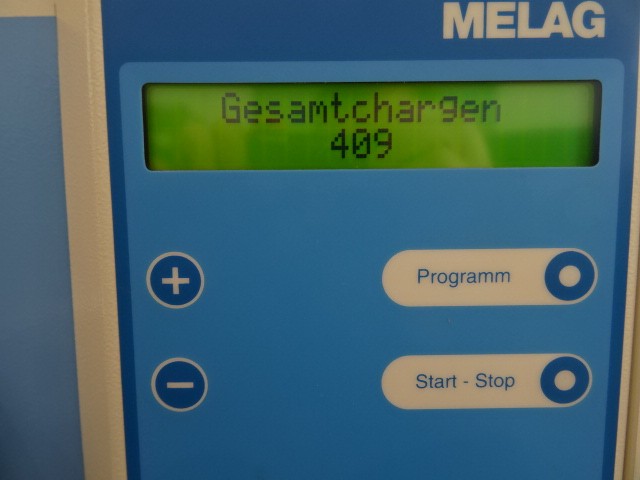 MELAG
Gesamtchargen
409
+
Programm
-
Start - Stop